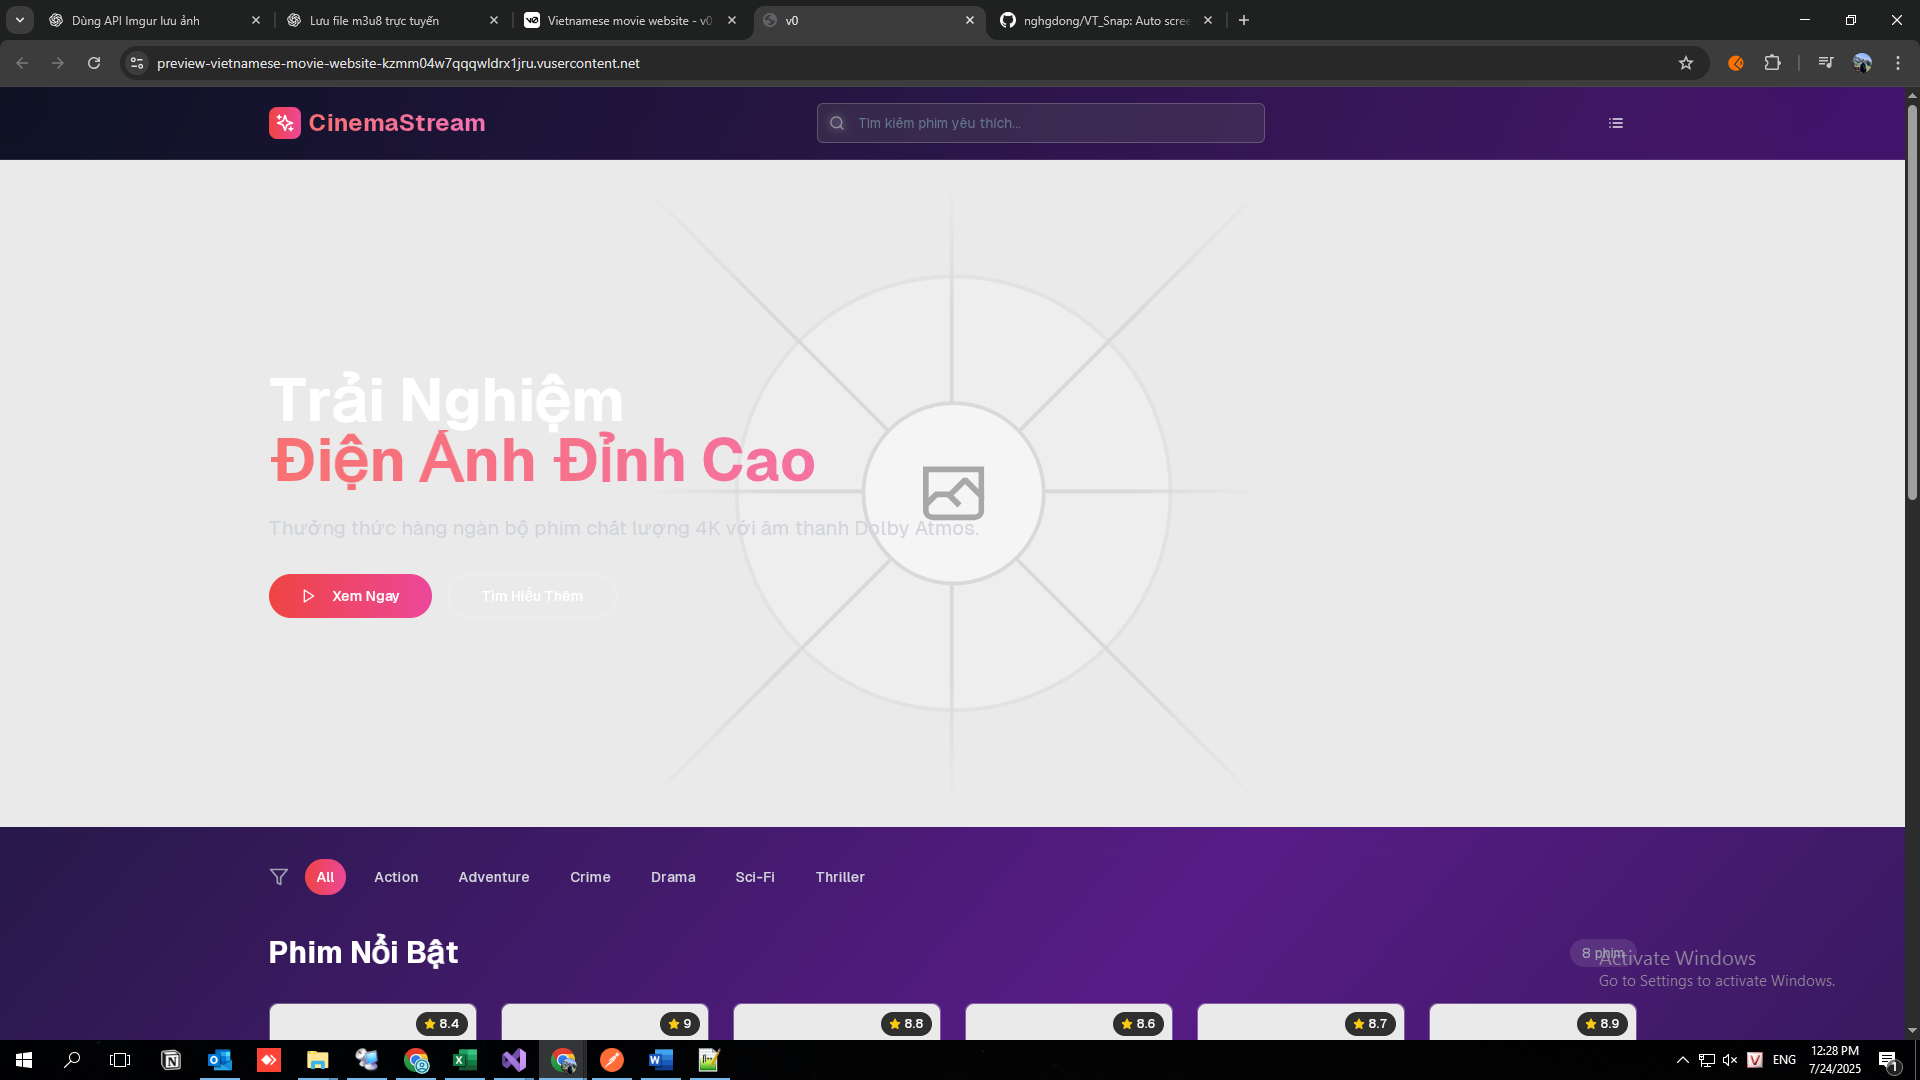 Dùng API Imgur lưu ảnh
Lưu file m3u8 trực tuyến
Vietnamese movie website - v0
v0
nghgdong/VT_Snap: Auto scree
preview-vietnamese-movie-website-kzmm04w7qqqwldrx1jru.vusercontent.net
CinemaStream
Tìm kiếm phim yêu thích...
Trải Nghiệm
Điện Ảnh Đỉnh Cao
Thưởng thức hàng ngàn bộ phim chất lượng 4K với âm thanh Dolby Atmos.
Xem Ngay
Tìm Hiểu Thêm
All
Action
Adventure
Crime
Drama
Sci-Fi
Thriller
Phim Nổi Bật
8 phim
Activate Windows
Go to Settings to activate Windows.
8.4
9
8.8
8.6
8.7
8.9
ENG
12:28 PM
7/24/2025
1